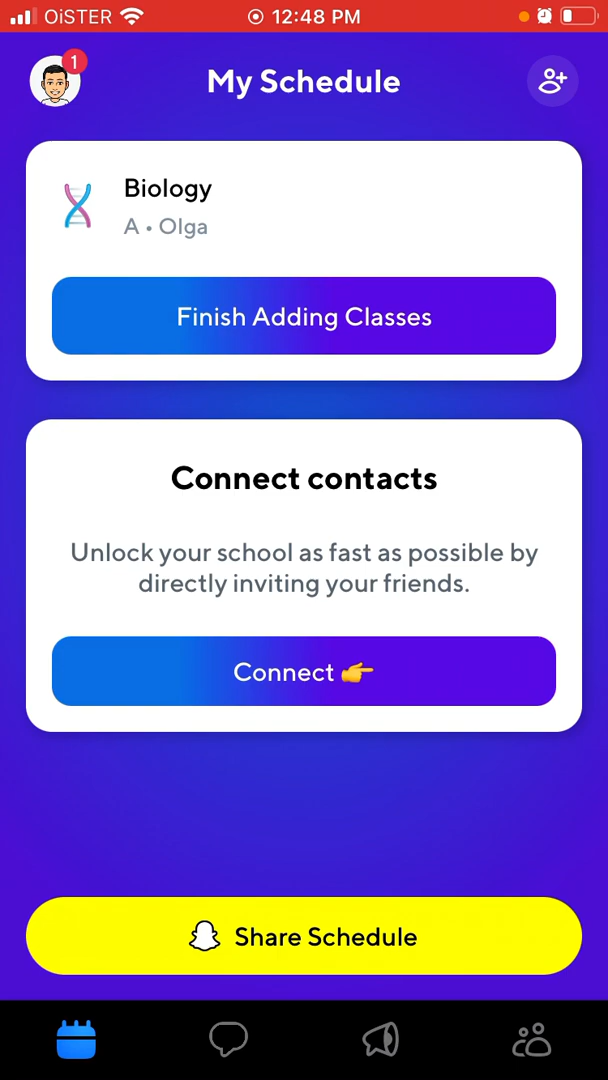 OiSTER
12:48 PM
1
My Schedule
Biology
A • Olga
Finish Adding Classes
Connect contacts
Unlock your school as fast as possible by
directly inviting your friends.
Connect 👉
Share Schedule